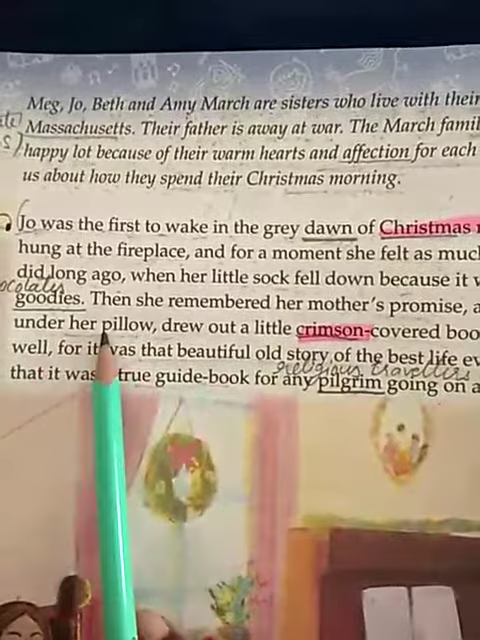 Meg, Jo, Beth and Amy March are sisters who live with their
Massachusetts. Their father is away at war. The March famil
happy lot because of their warm hearts and affection for each
us about how they spend their Christmas morning.
Jo was the first to wake in the grey dawn of Christmas
hung at the fireplace, and for a moment she felt as muc
did long ago, when her little sock fell down because it w
goodies. Then she remembered her mother's promise, a
under her pillow, drew out a little crimson-covered boo
well, for it was that beautiful old story of the best life ev
religious travellers
that it was true guide-book for any pilgrim going on a